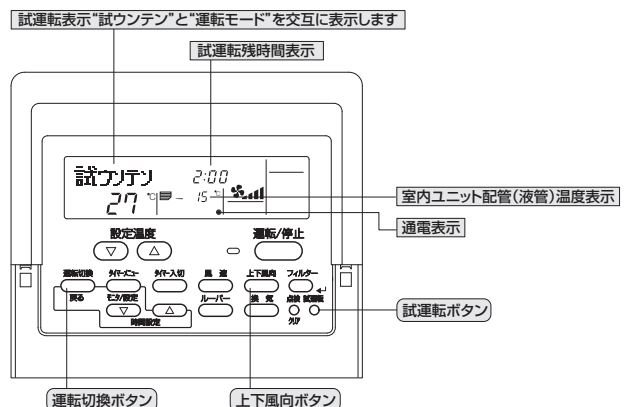 試運転表示“試ウンテン”と“運転モード”を交互に表示します
試運転残時間表示
試ウンテン 2:00
27 ℃ - 15 ℃
室内ユニット配管(液管)温度表示
通電表示
設定温度 運転/停止
▽ △
運転切換 タイマーメニュー タイマー入切 風 速 上下風向 フィルター
戻る モニタ/設定 ルーバー 換 気 点検 試運転
▽ △
時間設定 クリア
試運転ボタン
運転切換ボタン 上下風向ボタン